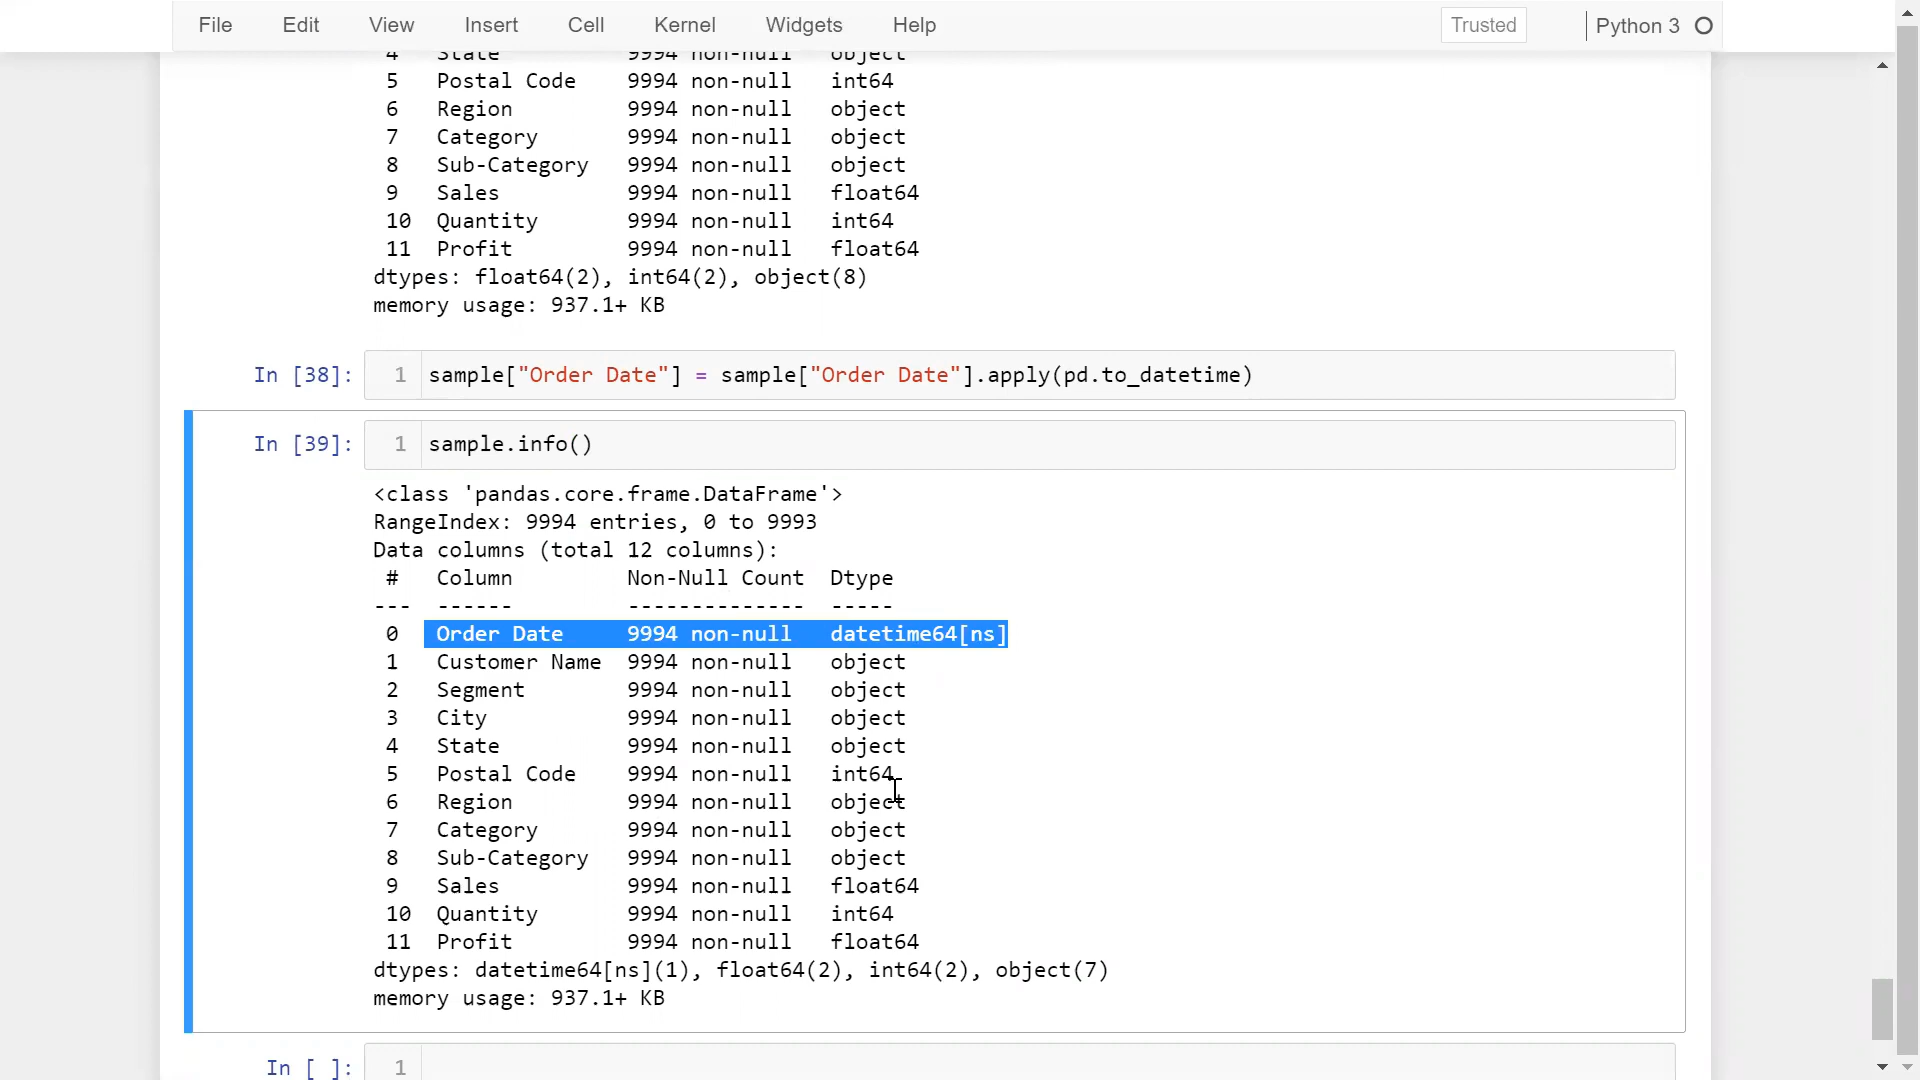 File Edit View Insert Cell Kernel Widgets Help Trusted Python 3
4 State 9994 non-null object
5 Postal Code 9994 non-null int64
6 Region 9994 non-null object
7 Category 9994 non-null object
8 Sub-Category 9994 non-null object
9 Sales 9994 non-null float64
10 Quantity 9994 non-null int64
11 Profit 9994 non-null float64
dtypes: float64(2), int64(2), object(8)
memory usage: 937.1+ KB
In [38]: 1 sample["Order Date"] = sample["Order Date"].apply(pd.to_datetime)
In [39]: 1 sample.info()
<class 'pandas.core.frame.DataFrame'>
RangeIndex: 9994 entries, 0 to 9993
Data columns (total 12 columns):
# Column Non-Null Count Dtype
--- ------ -------------- -----
0 Order Date 9994 non-null datetime64[ns]
1 Customer Name 9994 non-null object
2 Segment 9994 non-null object
3 City 9994 non-null object
4 State 9994 non-null object
5 Postal Code 9994 non-null int64
6 Region 9994 non-null object
7 Category 9994 non-null object
8 Sub-Category 9994 non-null object
9 Sales 9994 non-null float64
10 Quantity 9994 non-null int64
11 Profit 9994 non-null float64
dtypes: datetime64[ns](1), float64(2), int64(2), object(7)
memory usage: 937.1+ KB
In [ ]: 1